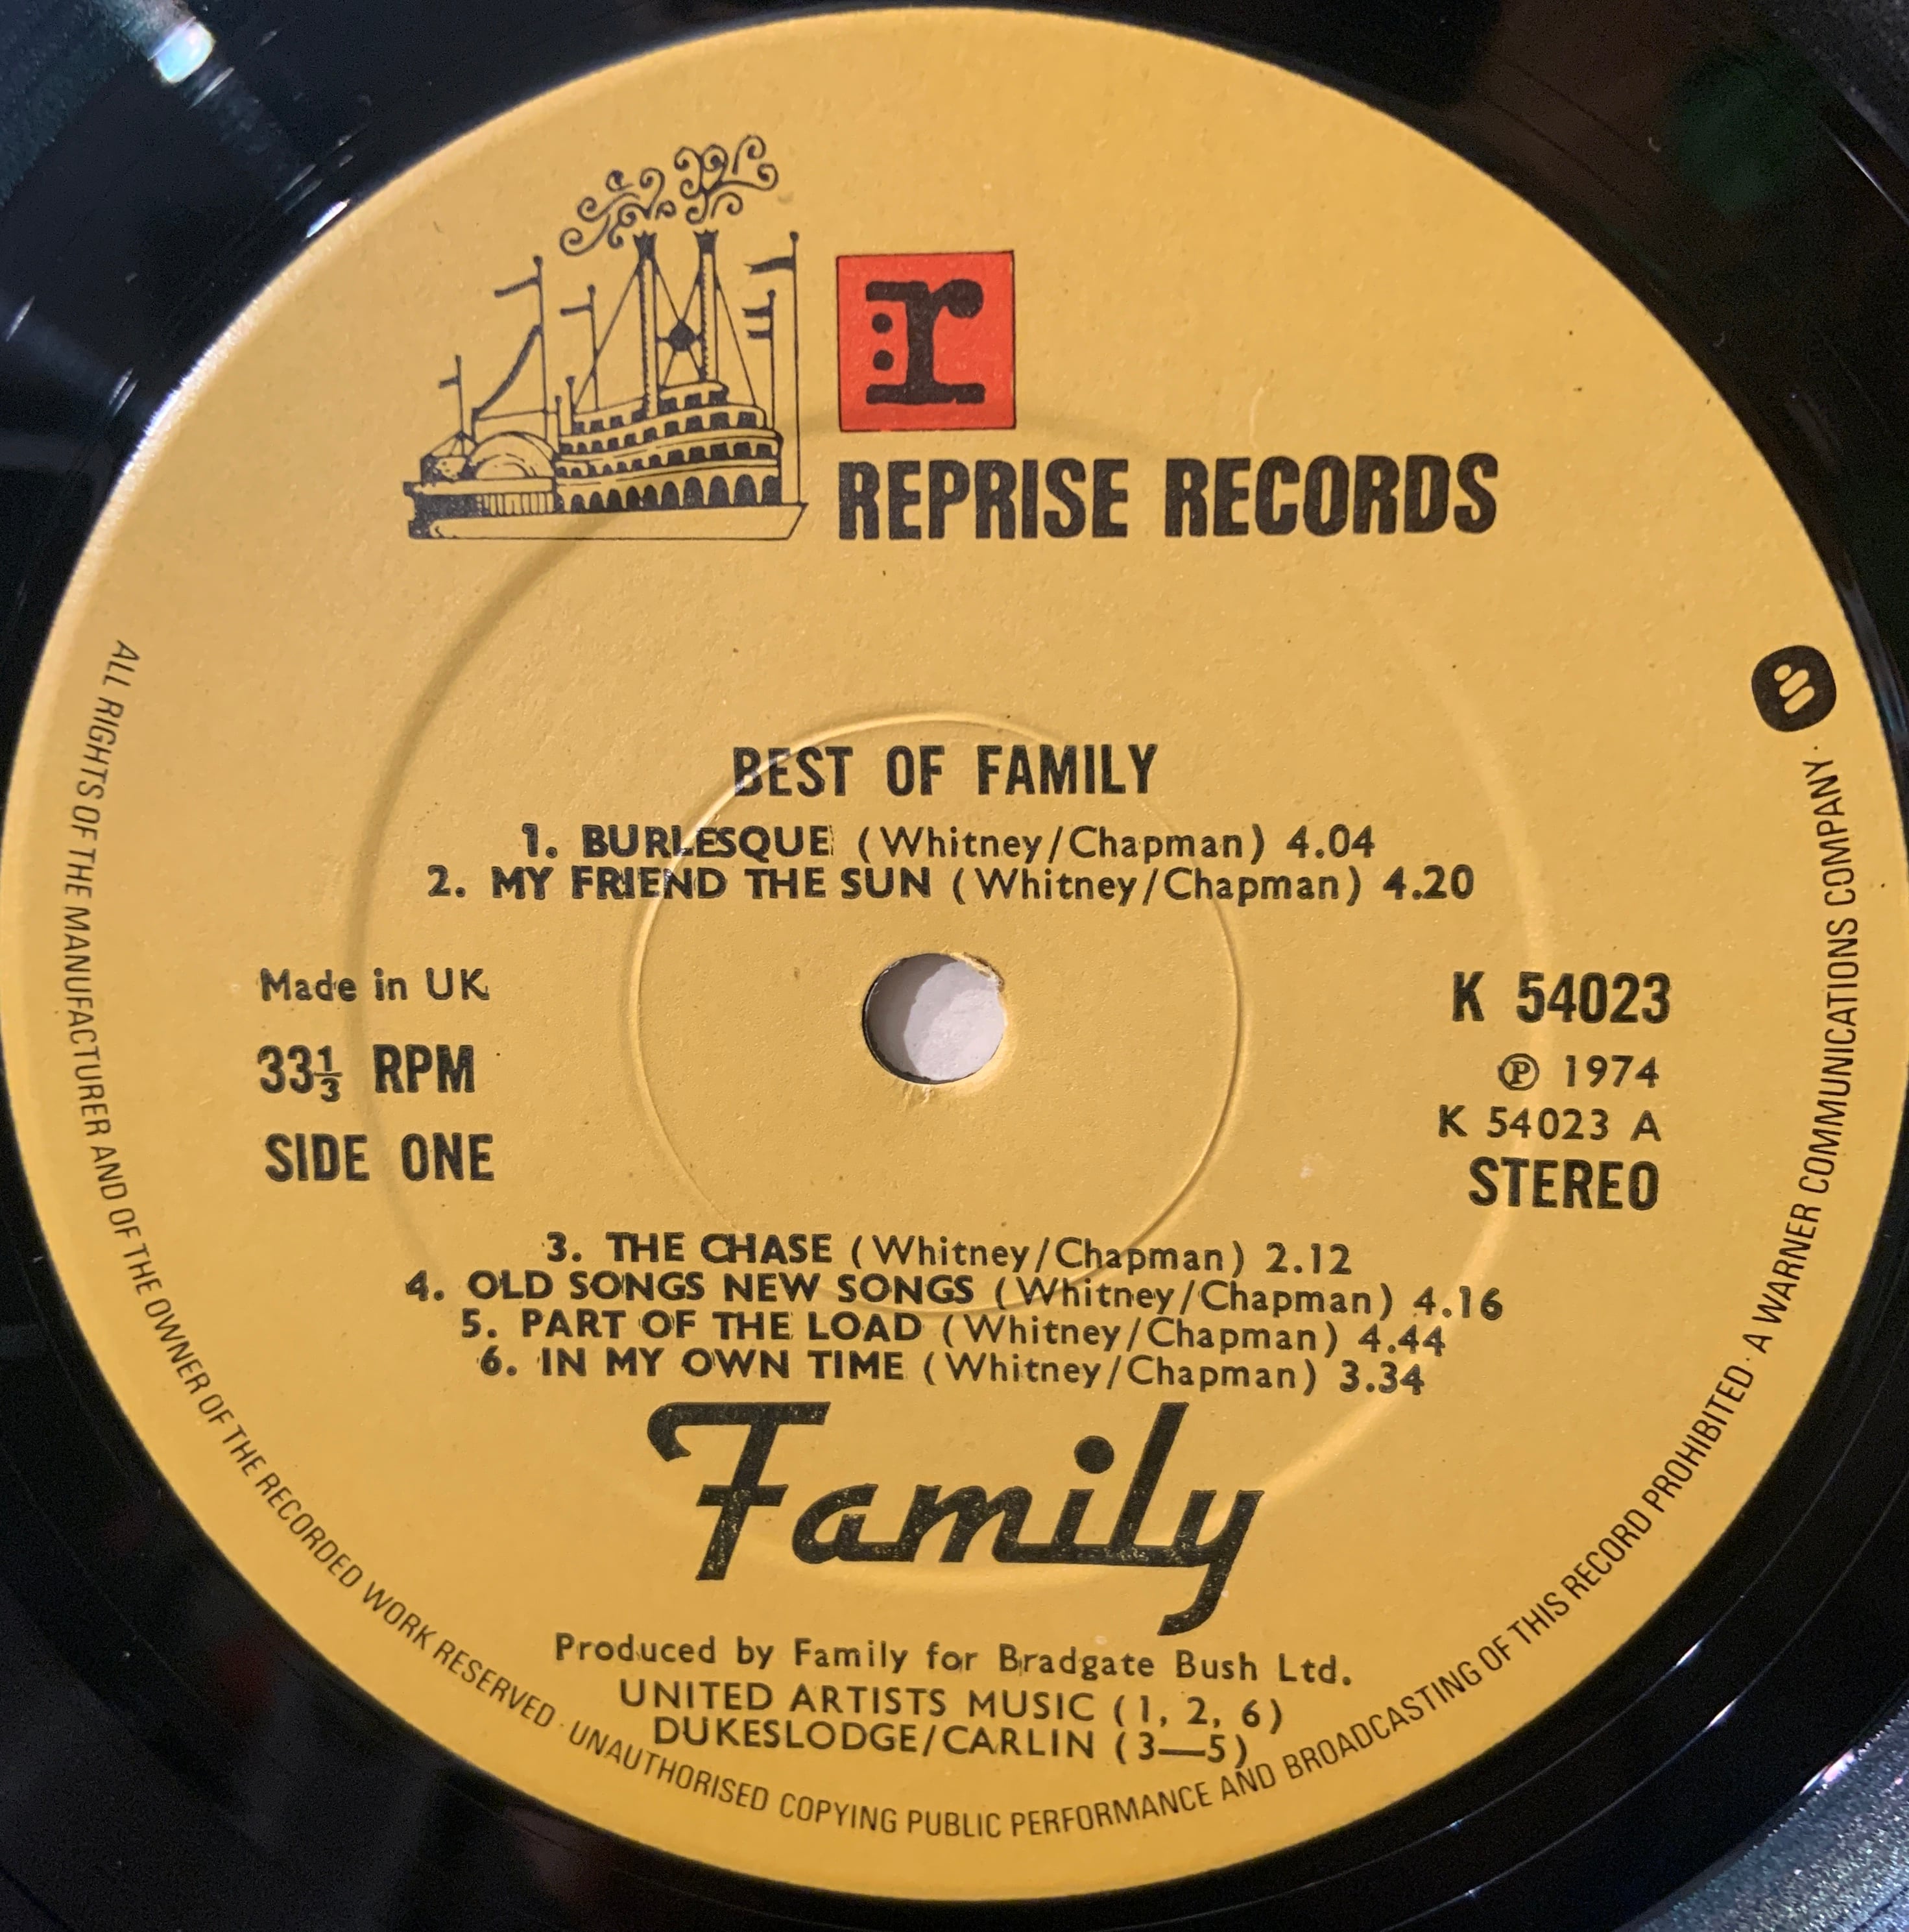 r
REPRISE RECORDS
BEST OF FAMILY
1. BURLESQUE (Whitney/Chapman) 4.04
2. MY FRIEND THE SUN (Whitney/Chapman) 4.20
Made in UK
33⅓ RPM
SIDE ONE
K 54023
Ⓟ 1974
K 54023 A
STEREO
3. THE CHASE (Whitney/Chapman) 2.12
4. OLD SONGS NEW SONGS (Whitney/Chapman) 4.16
5. PART OF THE LOAD (Whitney/Chapman) 4.44
6. IN MY OWN TIME (Whitney/Chapman) 3.34
Family
Produced by Family for Bradgate Bush Ltd.
UNITED ARTISTS MUSIC (1, 2, 6)
DUKESLODGE/CARLIN (3—5)
ALL RIGHTS OF THE MANUFACTURER AND OF THE OWNER OF THE RECORDED WORK RESERVED · UNAUTHORISED COPYING PUBLIC PERFORMANCE AND BROADCASTING OF THIS RECORD PROHIBITED · A WARNER COMMUNICATIONS COMPANY ·